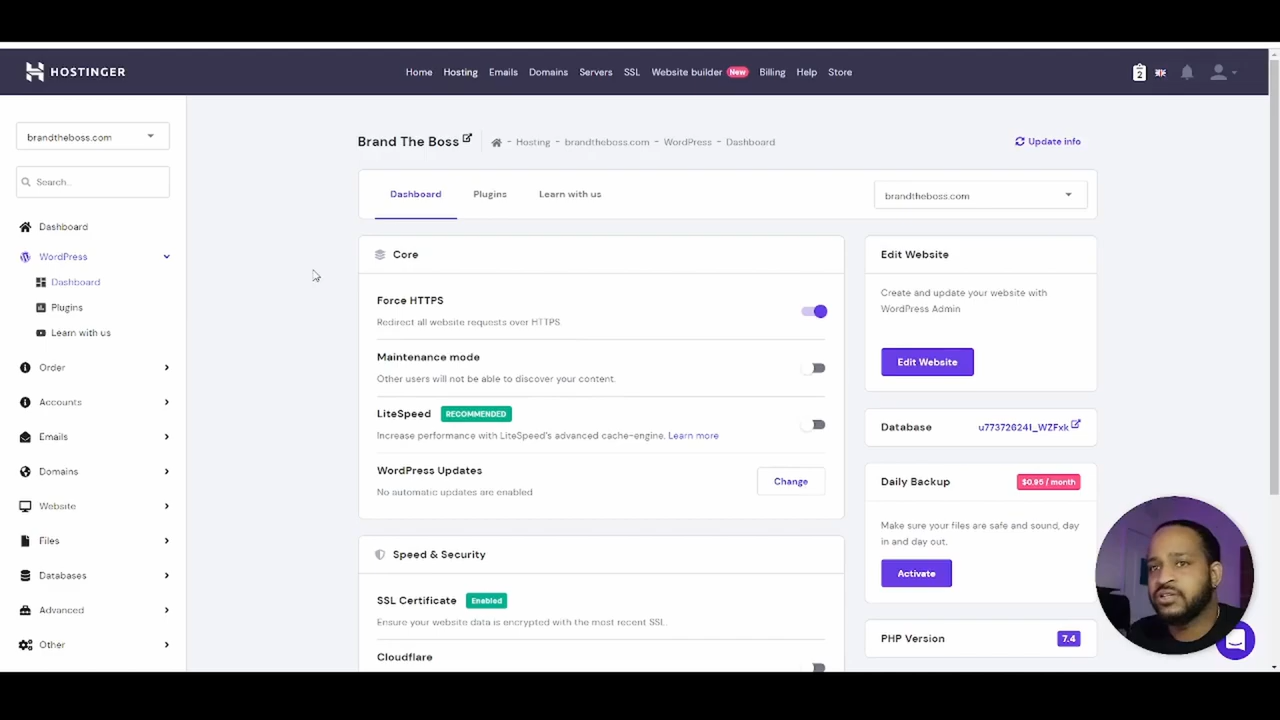 HOSTINGER
Home Hosting Emails Domains Servers SSL Website builder New Billing Help Store
2
brandtheboss.com
Search..
Dashboard
WordPress
Dashboard
Plugins
Learn with us
Order
Accounts
Emails
Domains
Website
Files
Databases
Advanced
Other
Brand The Boss - Hosting - brandtheboss.com - WordPress - Dashboard
Update info
Dashboard Plugins Learn with us
brandtheboss.com
Core
Force HTTPS
Redirect all website requests over HTTPS.
Maintenance mode
Other users will not be able to discover your content.
LiteSpeed RECOMMENDED
Increase performance with LiteSpeed's advanced cache-engine. Learn more
WordPress Updates
No automatic updates are enabled
Change
Speed & Security
SSL Certificate Enabled
Ensure your website data is encrypted with the most recent SSL.
Cloudflare
Edit Website
Create and update your website with
WordPress Admin
Edit Website
Database u773726241_WZFxk
Daily Backup $0.95 / month
Make sure your files are safe and sound, day
in and day out.
Activate
PHP Version 7.4